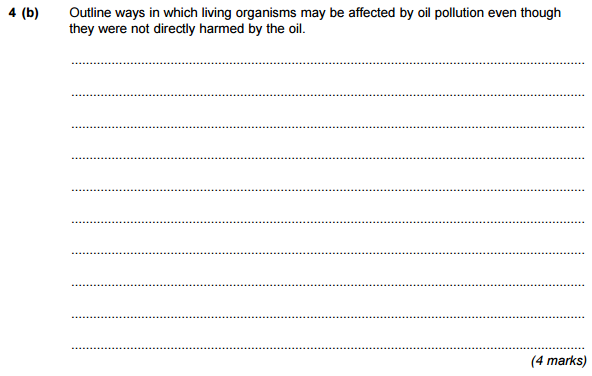 4 (b) Outline ways in which living organisms may be affected by oil pollution even though
they were not directly harmed by the oil.
(4 marks)